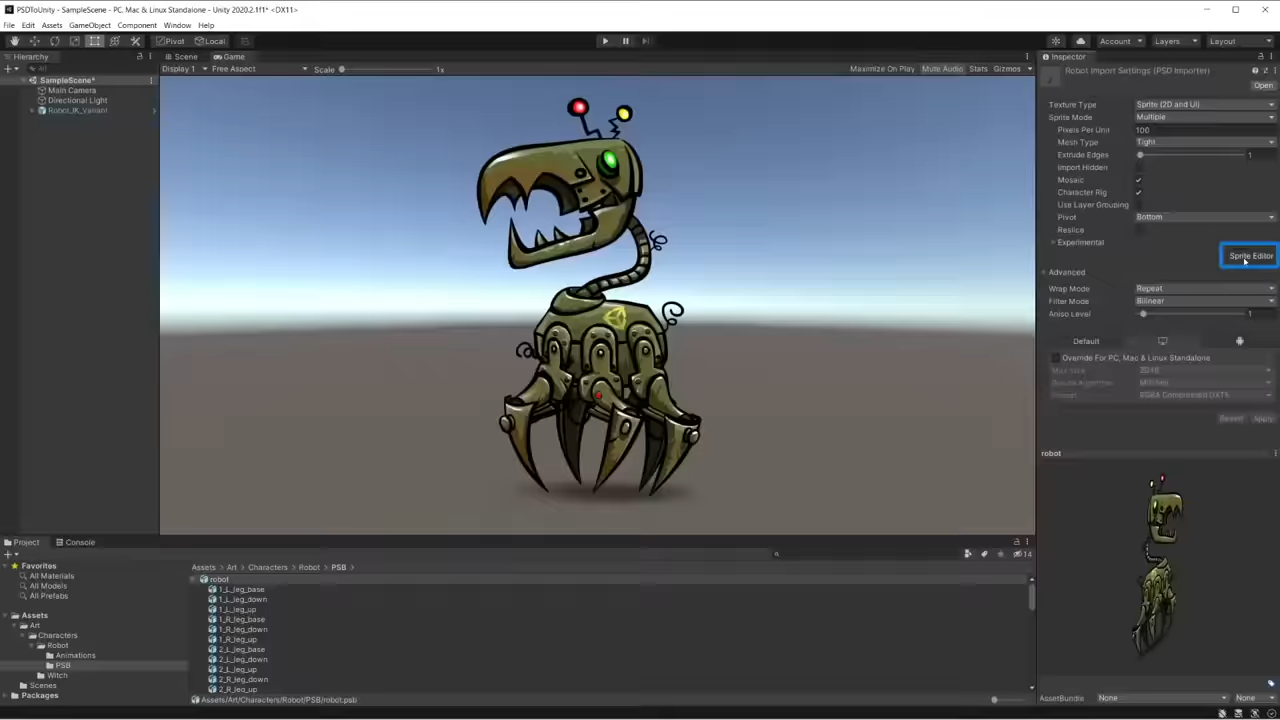 PSDToUnity - SampleScene - PC, Mac & Linux Standalone - Unity 2020.2.1f1* <DX11>
File Edit Assets GameObject Component Window Help
Pivot Local Account Layers Layout
Hierarchy Scene Game Inspector
All
Display 1 Free Aspect Scale 1x Maximize On Play Mute Audio Stats Gizmos
SampleScene*
Main Camera
Directional Light
Robot_IK_Variant
Robot Import Settings (PSD Importer)
Open
Texture Type Sprite (2D and UI)
Sprite Mode Multiple
Pixels Per Unit 100
Mesh Type Tight
Extrude Edges 1
Import Hidden
Mosaic
Character Rig
Use Layer Grouping
Pivot Bottom
Reslice
Experimental
Sprite Editor
Advanced
Wrap Mode Repeat
Filter Mode Bilinear
Aniso Level 1
Default
Override For PC, Mac & Linux Standalone
Max Size 2048
Resize Algorithm Mitchell
Format RGBA Compressed DXT5
Revert Apply
robot
AssetBundle None None
Project Console
14
Favorites
All Materials
All Models
All Prefabs
Assets
Art
Characters
Robot
Animations
PSB
Witch
Scenes
Packages
Assets > Art > Characters > Robot > PSB >
robot
1_L_leg_base
1_L_leg_down
1_L_leg_up
1_R_leg_base
1_R_leg_down
1_R_leg_up
2_L_leg_base
2_L_leg_down
2_L_leg_up
2_R_leg_down
2_R_leg_up
Assets/Art/Characters/Robot/PSB/robot.psb